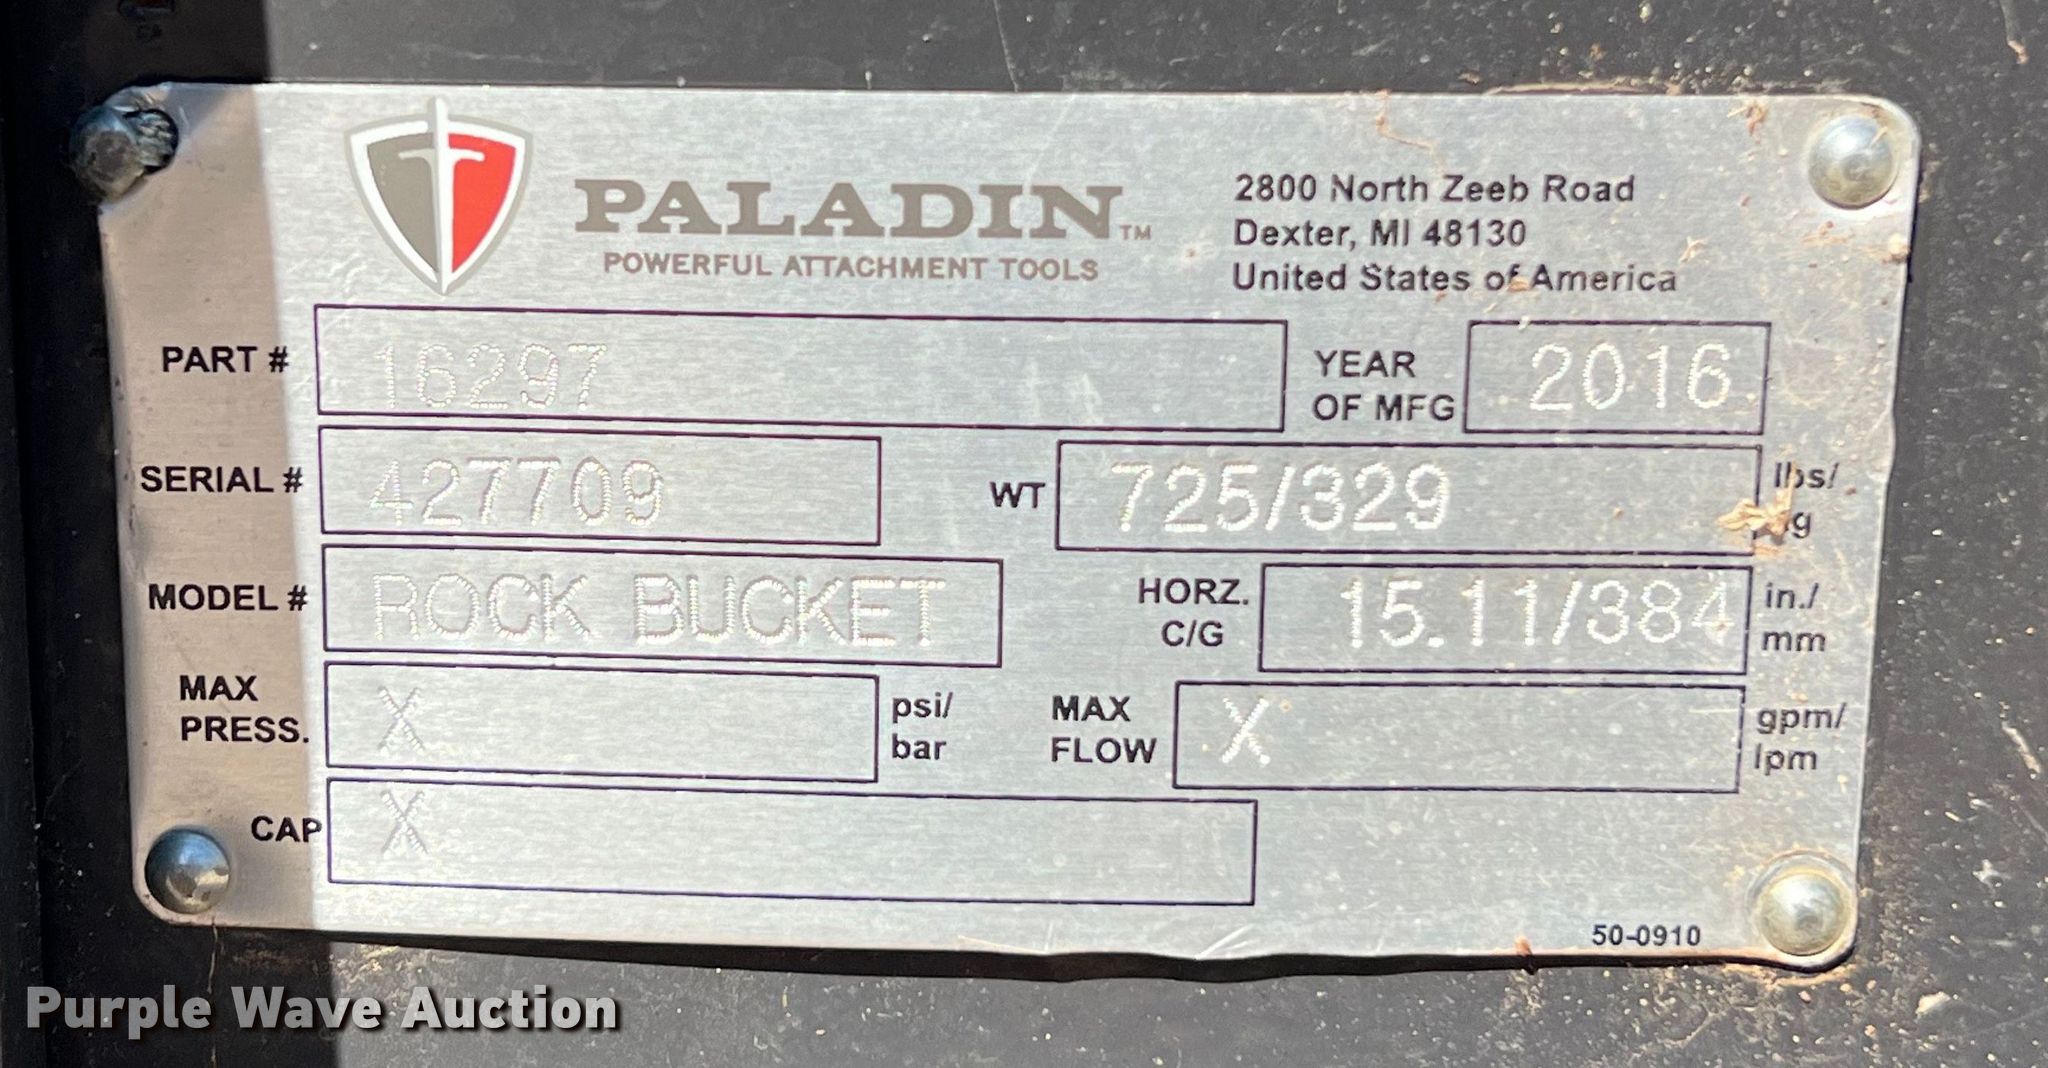 PALADIN™
POWERFUL ATTACHMENT TOOLS
2800 North Zeeb Road
Dexter, MI 48130
United States of America
PART # 16297
YEAR OF MFG 2016
SERIAL # 427709
WT 725/329 lbs/
MODEL # ROCK BUCKET
HORZ. C/G 15.11/384 in./ mm
MAX PRESS. X psi/ bar
MAX FLOW X gpm/ lpm
CAP X
50-0910
Purple Wave Auction